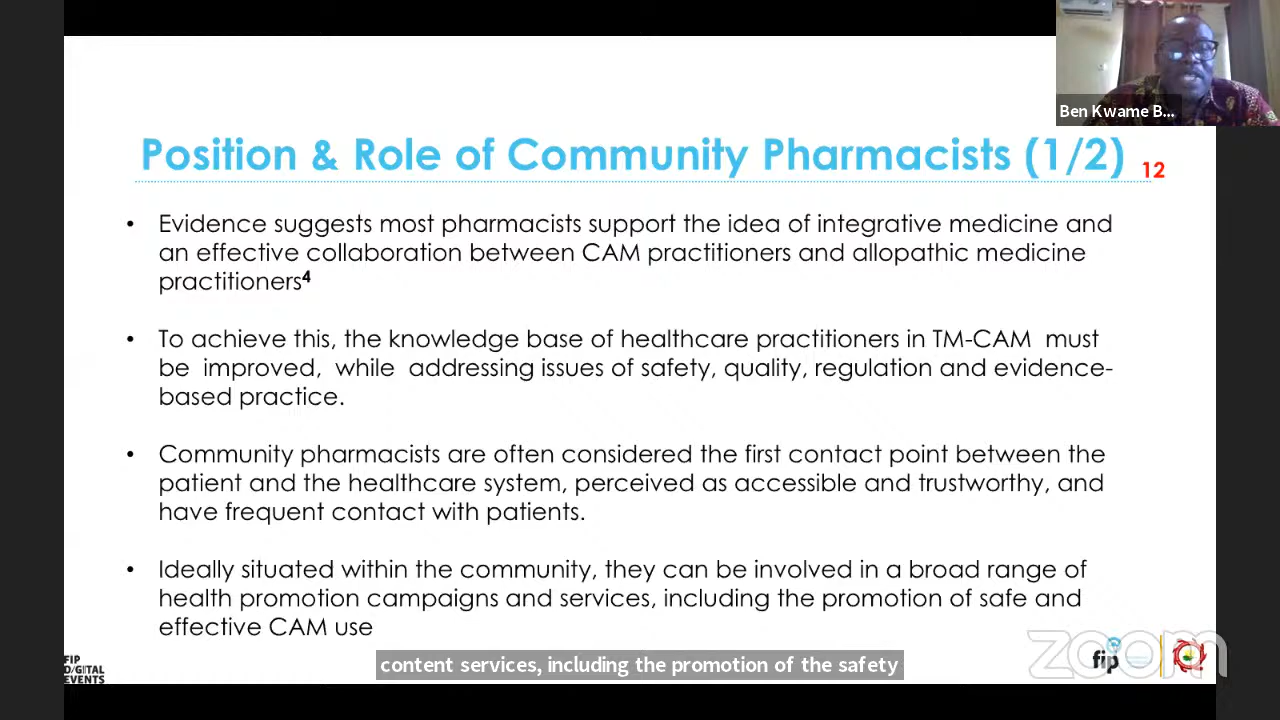 Ben Kwame B...
Position & Role of Community Pharmacists (1/2)
12
• Evidence suggests most pharmacists support the idea of integrative medicine and
an effective collaboration between CAM practitioners and allopathic medicine
practitioners4
• To achieve this, the knowledge base of healthcare practitioners in TM-CAM must
be improved, while addressing issues of safety, quality, regulation and evidence-
based practice.
• Community pharmacists are often considered the first contact point between the
patient and the healthcare system, perceived as accessible and trustworthy, and
have frequent contact with patients.
• Ideally situated within the community, they can be involved in a broad range of
health promotion campaigns and services, including the promotion of safe and
effective CAM use
content services, including the promotion of the safety
FIP
D/GITAL
EVENTS
zoom
fip